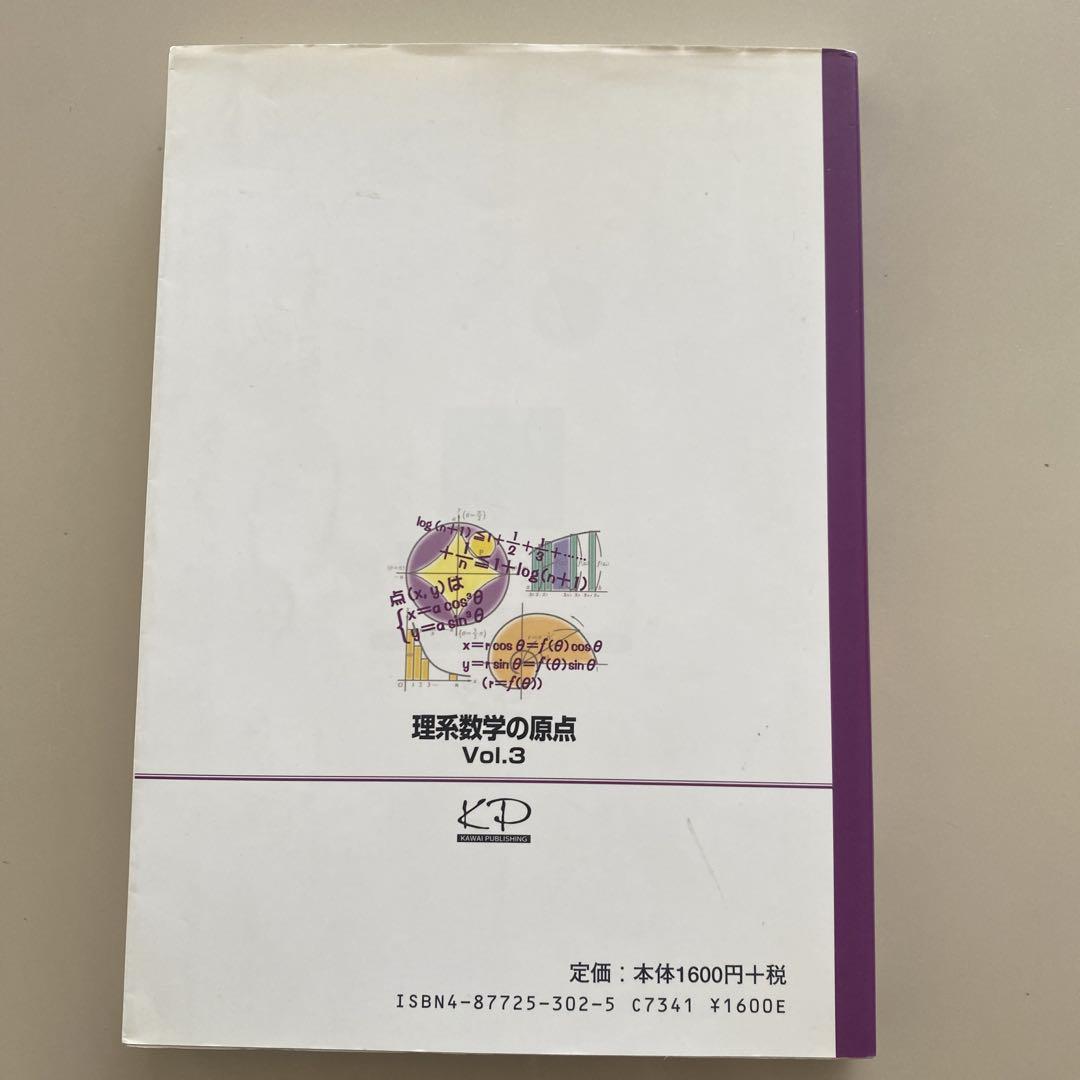 log(n+1) ≦ 1+1/2+1/3+……
+1/n ≦ 1+log(n+1)
点(x, y)は
{x=a cos³θ
y=a sin³θ
x=r cos θ=f(θ) cos θ
y=r sin θ=f(θ) sin θ
(r=f(θ))
理系数学の原点
Vol.3
KP
KAWAI PUBLISHING
定価：本体1600円＋税
ISBN4-87725-302-5 C7341 ¥1600E